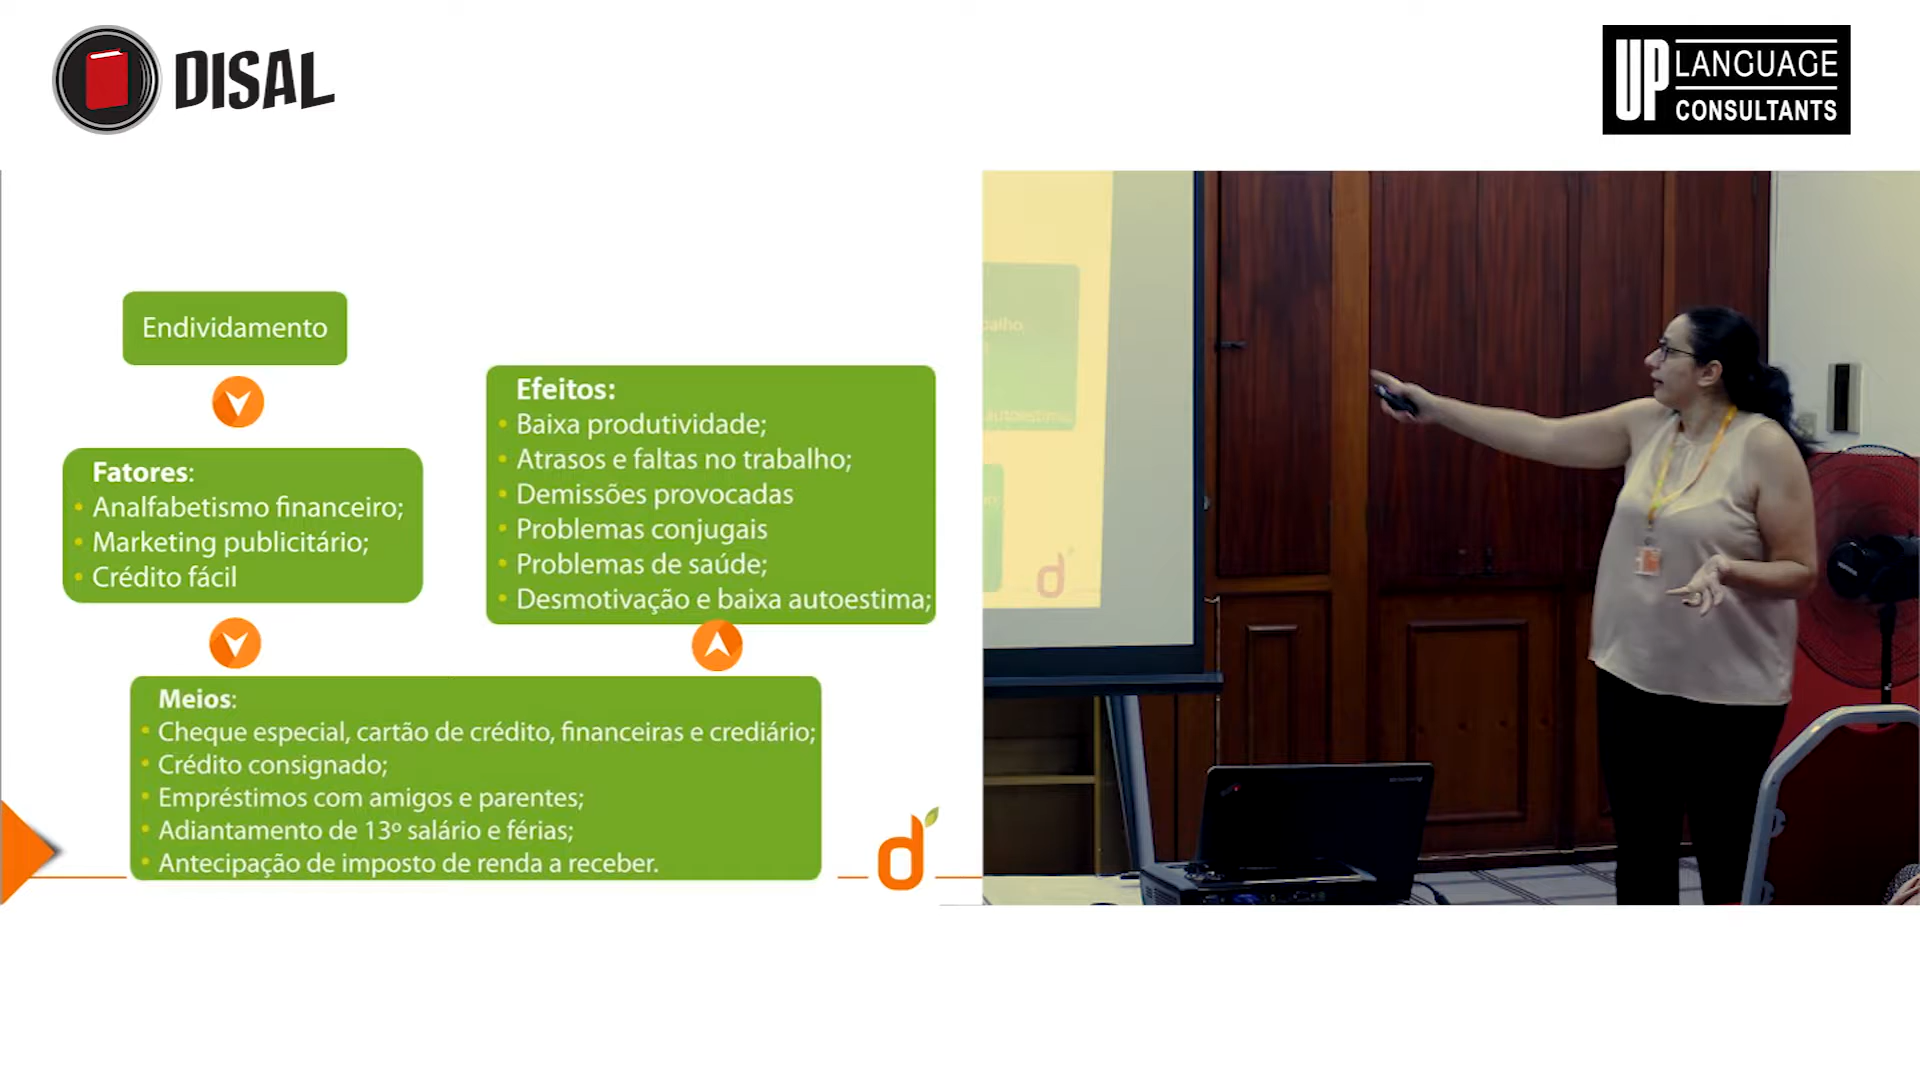 DISAL
UP LANGUAGE
CONSULTANTS
Endividamento
Fatores:
• Analfabetismo financeiro;
• Marketing publicitário;
• Crédito fácil
Efeitos:
• Baixa produtividade;
• Atrasos e faltas no trabalho;
• Demissões provocadas
• Problemas conjugais
• Problemas de saúde;
• Desmotivação e baixa autoestima;
Meios:
• Cheque especial, cartão de crédito, financeiras e crediário;
• Crédito consignado;
• Empréstimos com amigos e parentes;
• Adiantamento de 13º salário e férias;
• Antecipação de imposto de renda a receber.
d
balho
autoestima;
d